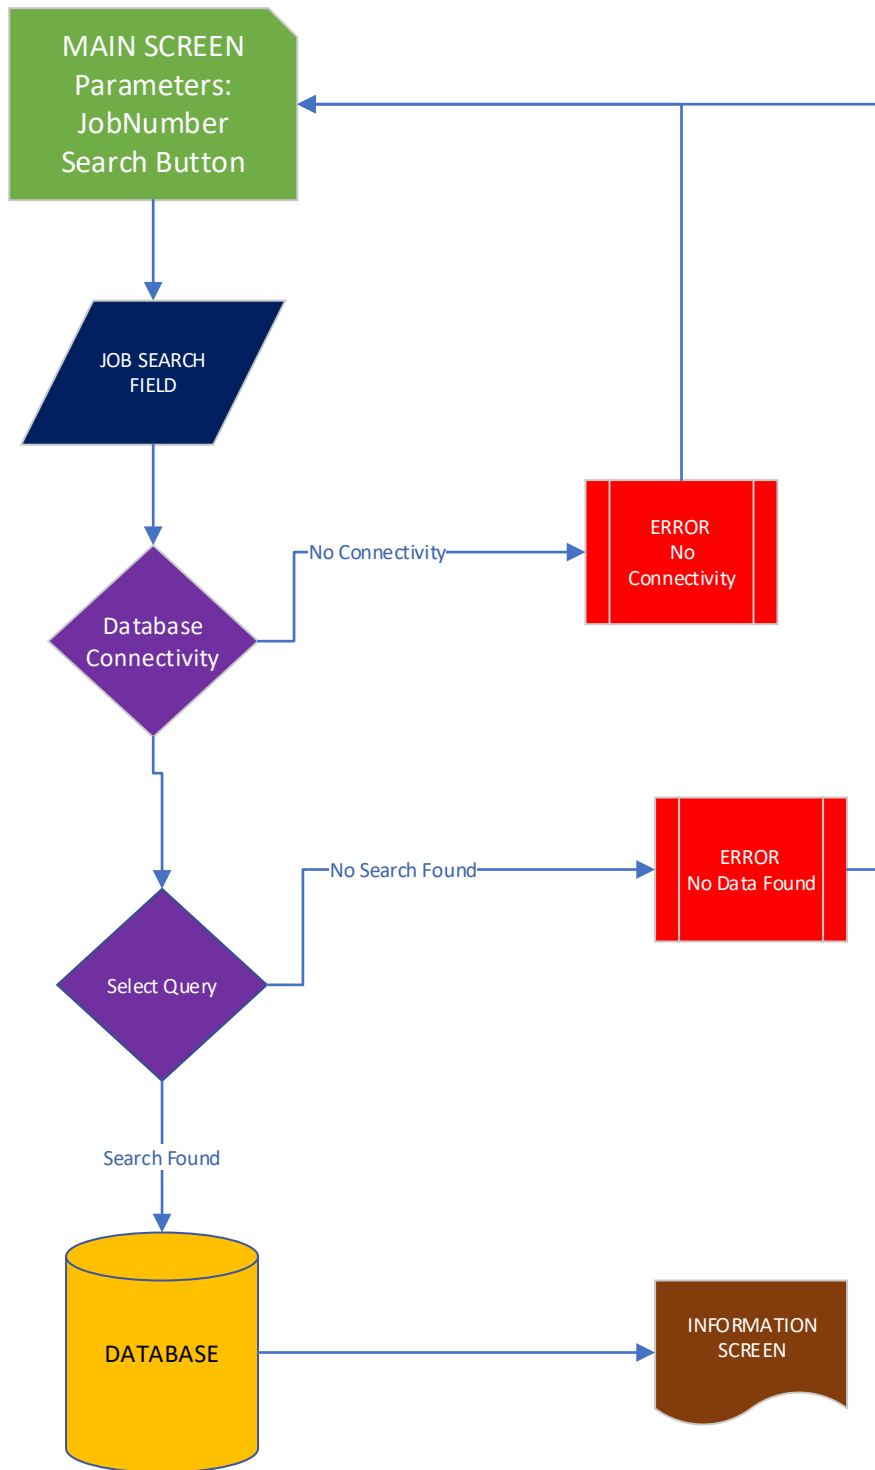 MAIN SCREEN
Parameters:
JobNumber
Search Button
JOB SEARCH
FIELD
No Connectivity
ERROR
No
Connectivity
Database
Connectivity
No Search Found
ERROR
No Data Found
Select Query
Search Found
DATABASE
INFORMATION
SCREEN